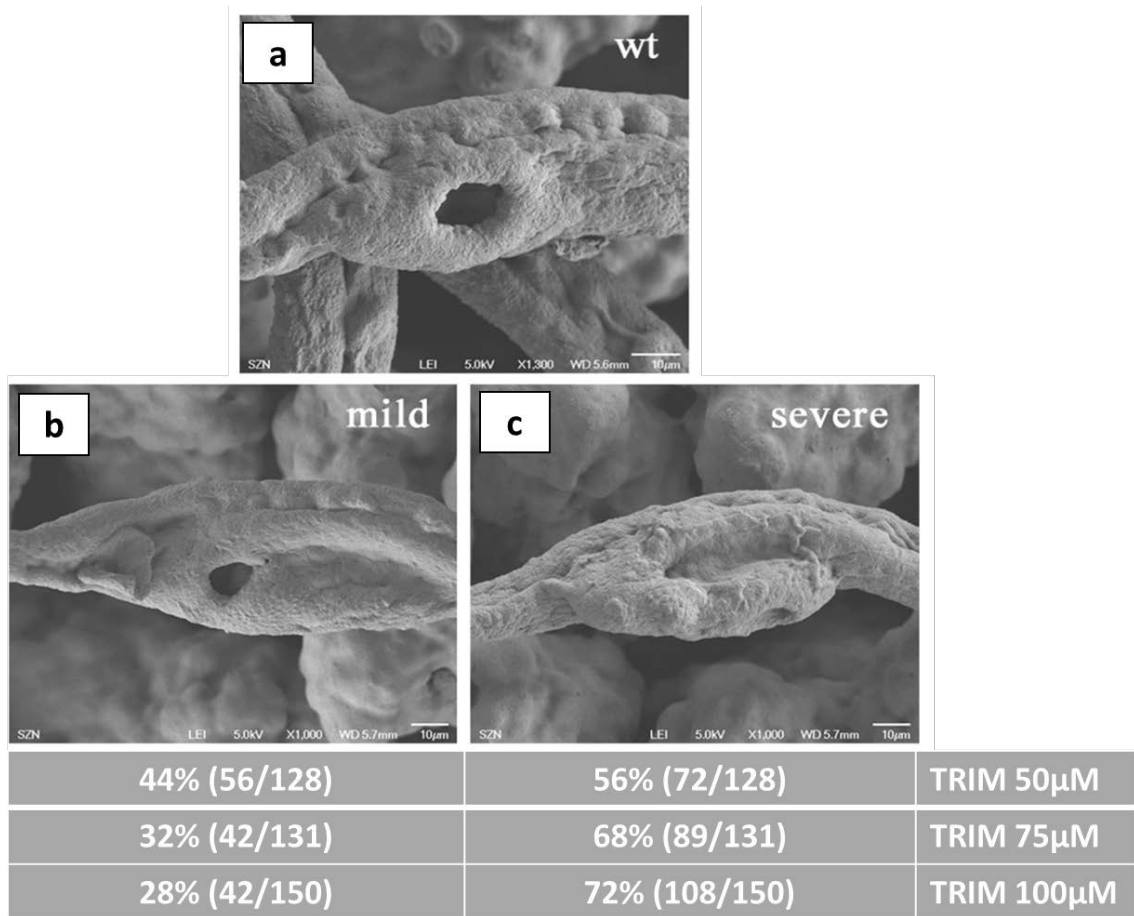 a
wt
SZN LEI 5.0kV X1,300 WD 5.6mm 10µm
b
mild
SZN LEI 5.0kV X1,000 WD 5.7mm 10µm
c
severe
SZN LEI 5.0kV X1,000 WD 5.7mm 10µm
44% (56/128) 56% (72/128) TRIM 50µM
32% (42/131) 68% (89/131) TRIM 75µM
28% (42/150) 72% (108/150) TRIM 100µM